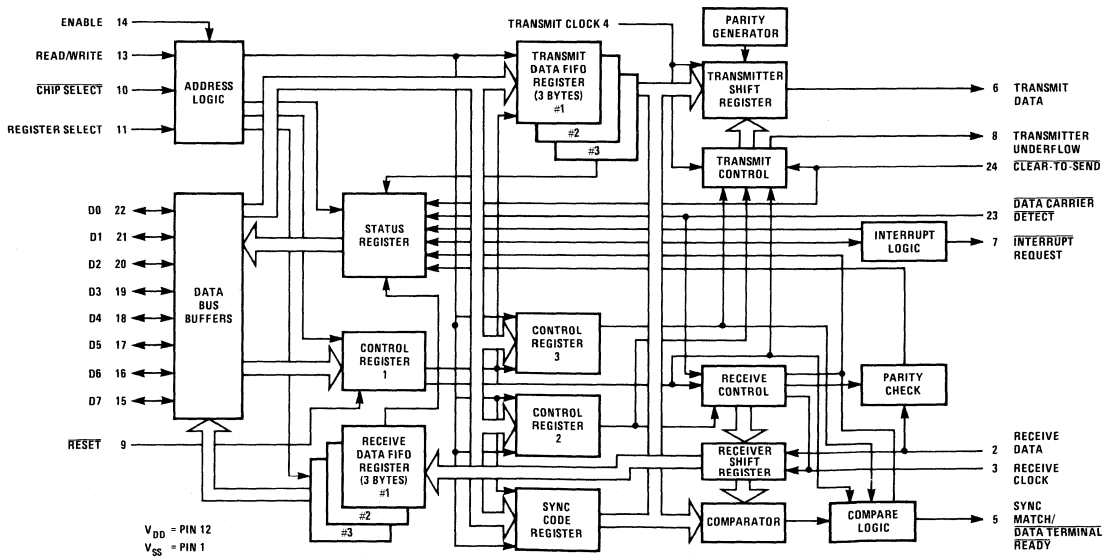 ENABLE 14
READ/WRITE 13
CHIP SELECT 10
REGISTER SELECT 11
ADDRESS
LOGIC
TRANSMIT CLOCK 4
TRANSMIT
DATA FIFO
REGISTER
(3 BYTES)
#1
#2
#3
PARITY
GENERATOR
TRANSMITTER
SHIFT
REGISTER
6 TRANSMIT
DATA
8 TRANSMITTER
UNDERFLOW
TRANSMIT
CONTROL
24 CLEAR-TO-SEND
DATA CARRIER
23 DETECT
INTERRUPT
LOGIC
7 INTERRUPT
REQUEST
D0 22
D1 21
D2 20
D3 19
D4 18
D5 17
D6 16
D7 15
DATA
BUS
BUFFERS
STATUS
REGISTER
CONTROL
REGISTER
1
CONTROL
REGISTER
3
CONTROL
REGISTER
2
RECEIVE
CONTROL
PARITY
CHECK
RESET 9
RECEIVE
DATA FIFO
REGISTER
(3 BYTES)
#1
#2
#3
RECEIVER
SHIFT
REGISTER
RECEIVE
2 DATA
3 RECEIVE
CLOCK
SYNC
CODE
REGISTER
COMPARATOR
COMPARE
LOGIC
SYNC
5 MATCH/
DATA TERMINAL
READY
VDD = PIN 12
VSS = PIN 1